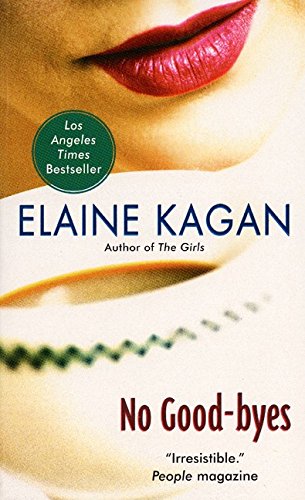 Los
Angeles
Times
Bestseller
ELAINE KAGAN
Author of The Girls
No Good-byes
“Irresistible.”
People magazine